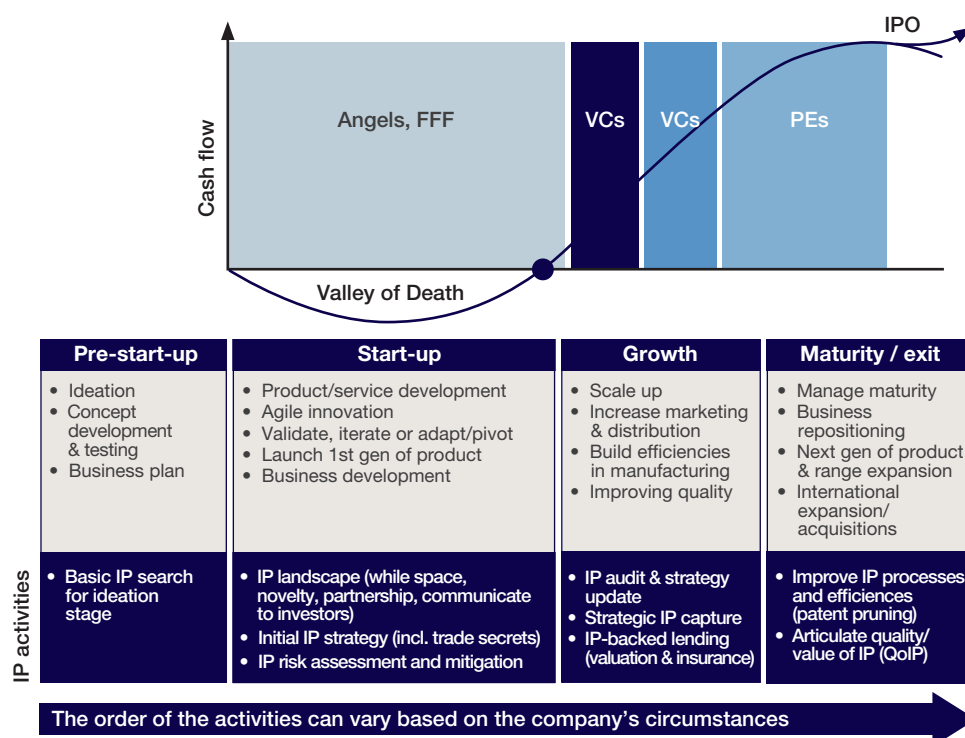 IPO
Angels, FFF
VCs
VCs
PEs
Cash flow
Valley of Death
Pre-start-up
• Ideation
• Concept
development
& testing
• Business plan
Start-up
• Product/service development
• Agile innovation
• Validate, iterate or adapt/pivot
• Launch 1st gen of product
• Business development
Growth
• Scale up
• Increase marketing
& distribution
• Build efficiencies
in manufacturing
• Improving quality
Maturity / exit
• Manage maturity
• Business
repositioning
• Next gen of product
& range expansion
• International
expansion/
acquisitions
IP activities
• Basic IP search
for ideation
stage
• IP landscape (while space,
novelty, partnership, communicate
to investors)
• Initial IP strategy (incl. trade secrets)
• IP risk assessment and mitigation
• IP audit & strategy
update
• Strategic IP capture
• IP-backed lending
(valuation & insurance)
• Improve IP processes
and efficiences
(patent pruning)
• Articulate quality/
value of IP (QoIP)
The order of the activities can vary based on the company's circumstances